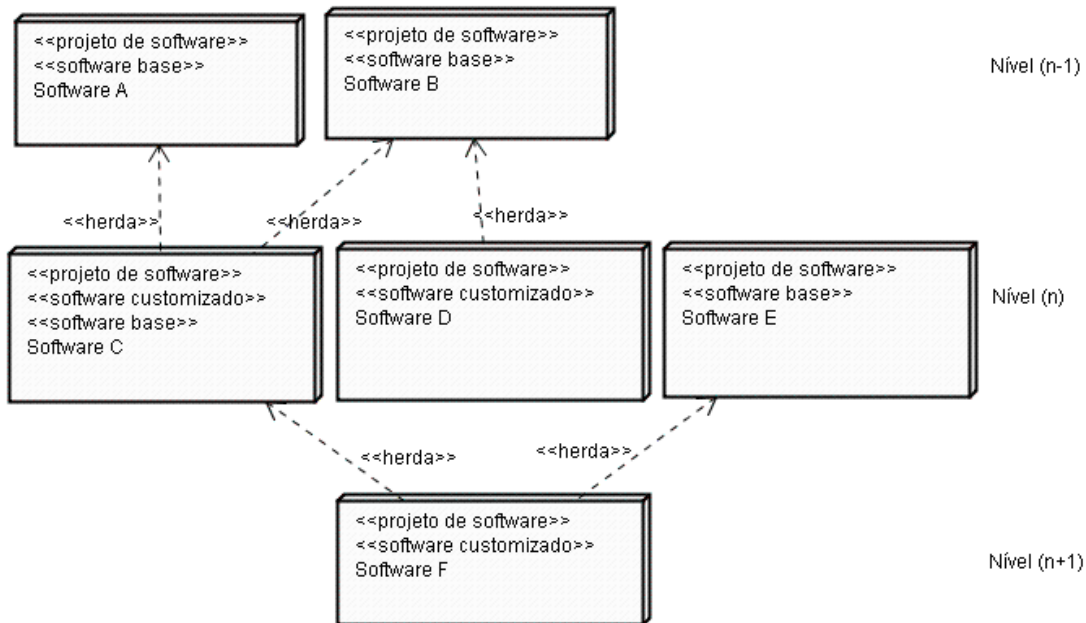 <<projeto de software>>
<<software base>>
Software A
<<projeto de software>>
<<software base>>
Software B
Nível (n-1)
<<herda>>
<<herda>>
<<herda>>
<<projeto de software>>
<<software customizado>>
<<software base>>
Software C
<<projeto de software>>
<<software customizado>>
Software D
<<projeto de software>>
<<software base>>
Software E
Nível (n)
<<herda>>
<<herda>>
<<projeto de software>>
<<software customizado>>
Software F
Nível (n+1)